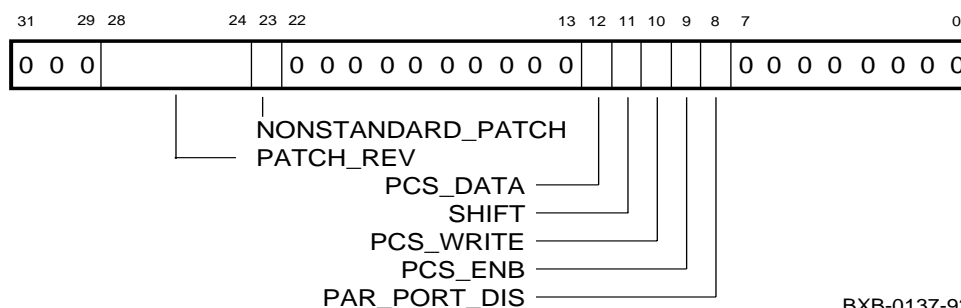 31 29 28 24 23 22 13 12 11 10 9 8 7 0
0 0 0 0 0 0 0 0 0 0 0 0 0 0 0 0 0 0 0 0 0
NONSTANDARD_PATCH
PATCH_REV
PCS_DATA
SHIFT
PCS_WRITE
PCS_ENB
PAR_PORT_DIS